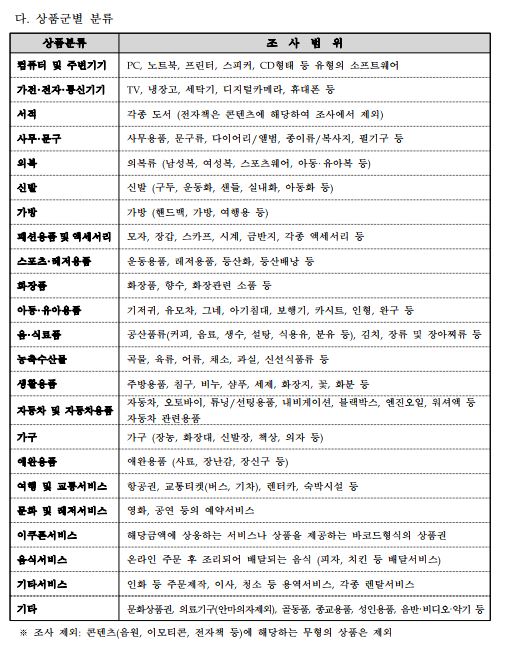 다. 상품군별 분류
상품분류 조 사 범 위
컴퓨터 및 주변기기 PC, 노트북, 프린터, 스피커, CD형태 등 유형의 소프트웨어
가전·전자·통신기기 TV, 냉장고, 세탁기, 디지털카메라, 휴대폰 등
서적 각종 도서 (전자책은 콘텐츠에 해당하여 조사에서 제외)
사무·문구 사무용품, 문구류, 다이어리/앨범, 종이류/복사지, 필기구 등
의복 의복류 (남성복, 여성복, 스포츠웨어, 아동·유아복 등)
신발 신발 (구두, 운동화, 샌들, 실내화, 아동화 등)
가방 가방 (핸드백, 가방, 여행용 등)
패션용품 및 액세서리 모자, 장갑, 스카프, 시계, 금반지, 각종 액세서리 등
스포츠·레저용품 운동용품, 레저용품, 등산화, 등산배낭 등
화장품 화장품, 향수, 화장관련 소품 등
아동·유아용품 기저귀, 유모차, 그네, 아기침대, 보행기, 카시트, 인형, 완구 등
음·식료품 공산품류(커피, 음료, 생수, 설탕, 식용유, 분유 등), 김치, 장류 및 장아찌류 등
농축수산물 곡물, 육류, 어류, 채소, 과실, 신선식품류 등
생활용품 주방용품, 침구, 비누, 샴푸, 세제, 화장지, 꽃, 화분 등
자동차 및 자동차용품 자동차, 오토바이, 튜닝/선팅용품, 내비게이션, 블랙박스, 엔진오일, 워셔액 등
자동차 관련용품
가구 가구 (장농, 화장대, 신발장, 책상, 의자 등)
애완용품 애완용품 (사료, 장난감, 장신구 등)
여행 및 교통서비스 항공권, 교통티켓(버스, 기차), 렌터카, 숙박시설 등
문화 및 레저서비스 영화, 공연 등의 예약서비스
이쿠폰서비스 해당금액에 상응하는 서비스나 상품을 제공하는 바코드형식의 상품권
음식서비스 온라인 주문 후 조리되어 배달되는 음식 (피자, 치킨 등 배달서비스)
기타서비스 인화 등 주문제작, 이사, 청소 등 용역서비스, 각종 렌탈서비스
기타 문화상품권, 의료기구(안마의자제외), 골동품, 종교용품, 성인용품, 음반·비디오·악기 등
※ 조사 제외: 콘텐츠(음원, 이모티콘, 전자책 등)에 해당하는 무형의 상품은 제외